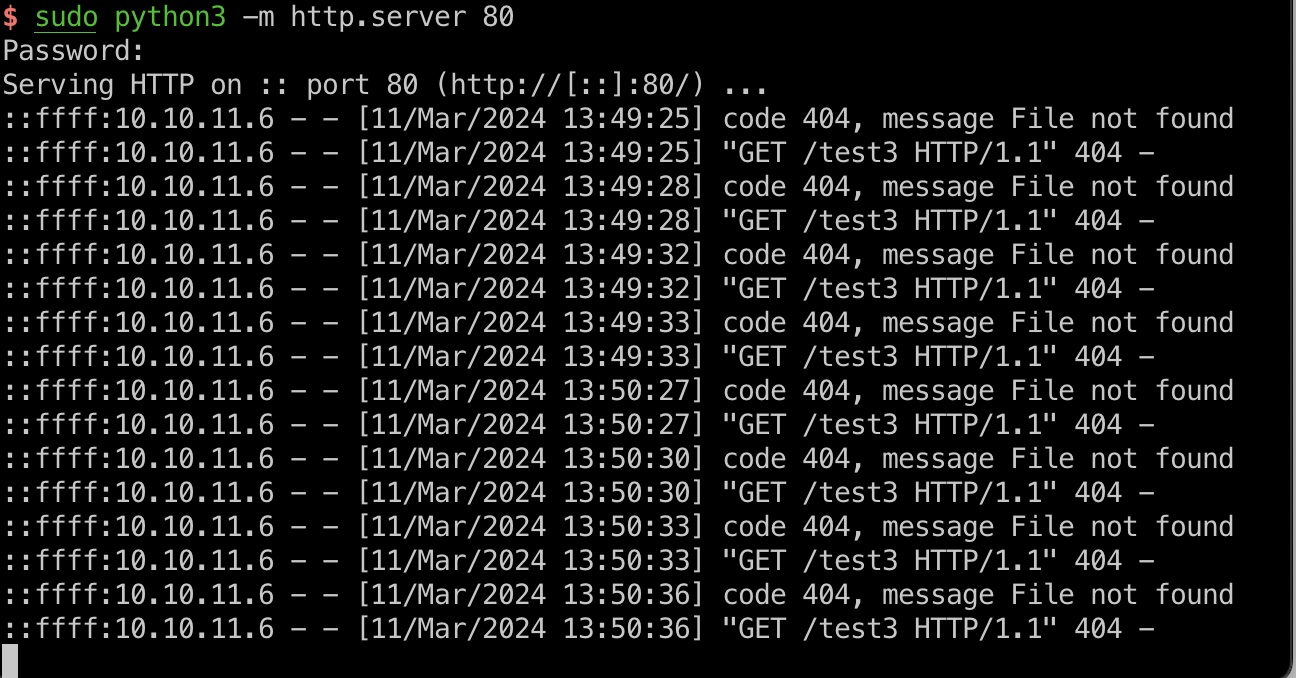 $ sudo python3 -m http.server 80
Password:
Serving HTTP on :: port 80 (http://[::]:80/) ...
::ffff:10.10.11.6 - - [11/Mar/2024 13:49:25] code 404, message File not found
::ffff:10.10.11.6 - - [11/Mar/2024 13:49:25] "GET /test3 HTTP/1.1" 404 -
::ffff:10.10.11.6 - - [11/Mar/2024 13:49:28] code 404, message File not found
::ffff:10.10.11.6 - - [11/Mar/2024 13:49:28] "GET /test3 HTTP/1.1" 404 -
::ffff:10.10.11.6 - - [11/Mar/2024 13:49:32] code 404, message File not found
::ffff:10.10.11.6 - - [11/Mar/2024 13:49:32] "GET /test3 HTTP/1.1" 404 -
::ffff:10.10.11.6 - - [11/Mar/2024 13:49:33] code 404, message File not found
::ffff:10.10.11.6 - - [11/Mar/2024 13:49:33] "GET /test3 HTTP/1.1" 404 -
::ffff:10.10.11.6 - - [11/Mar/2024 13:50:27] code 404, message File not found
::ffff:10.10.11.6 - - [11/Mar/2024 13:50:27] "GET /test3 HTTP/1.1" 404 -
::ffff:10.10.11.6 - - [11/Mar/2024 13:50:30] code 404, message File not found
::ffff:10.10.11.6 - - [11/Mar/2024 13:50:30] "GET /test3 HTTP/1.1" 404 -
::ffff:10.10.11.6 - - [11/Mar/2024 13:50:33] code 404, message File not found
::ffff:10.10.11.6 - - [11/Mar/2024 13:50:33] "GET /test3 HTTP/1.1" 404 -
::ffff:10.10.11.6 - - [11/Mar/2024 13:50:36] code 404, message File not found
::ffff:10.10.11.6 - - [11/Mar/2024 13:50:36] "GET /test3 HTTP/1.1" 404 -